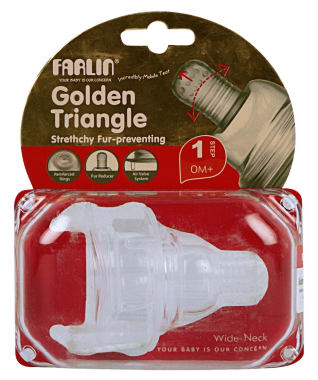 FARLIN
YOUR BABY IS OUR CONCERN
Incredibly Mobile Teat
Golden
Triangle
Strethchy Fur-preventing
Reinforced
Rings
Fur Reducer
Air Valve
System
1 STEP
0M+
Wide-Neck
YOUR BABY IS OUR CONCERN